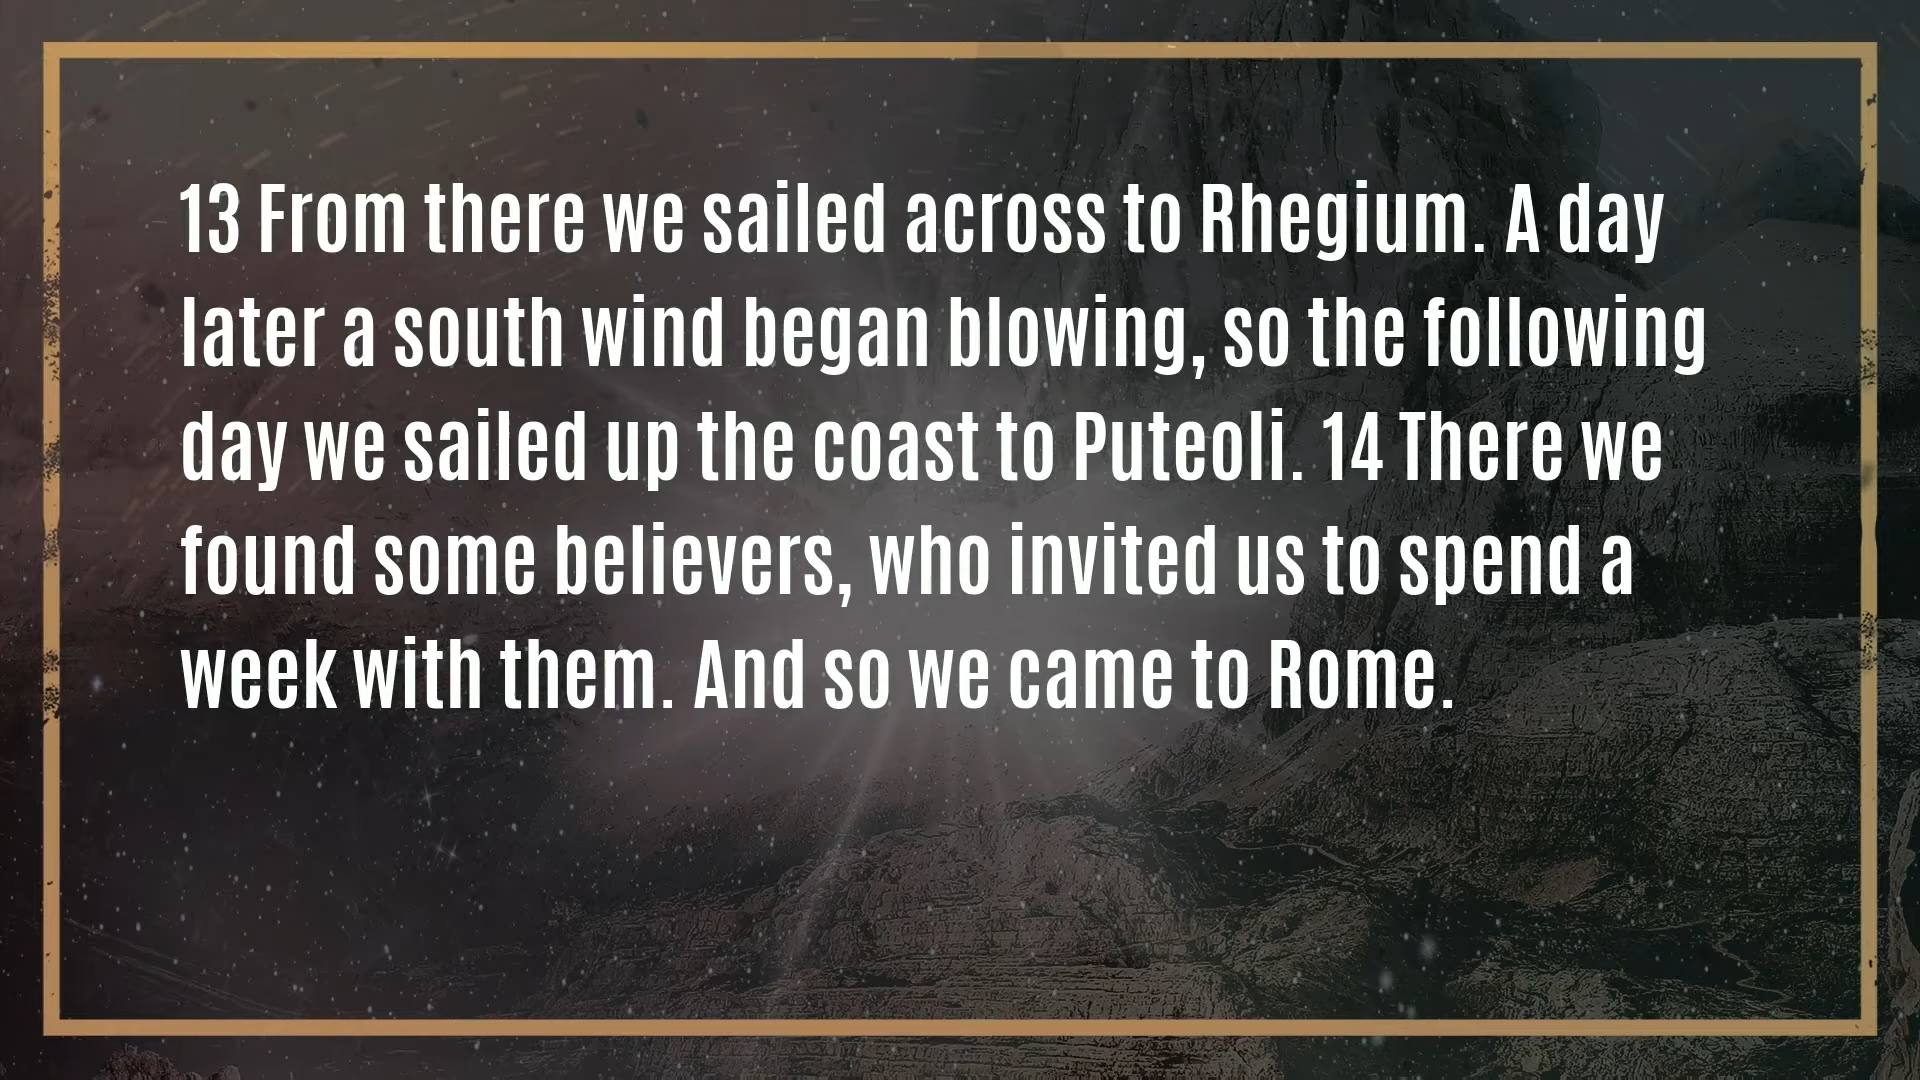 13 From there we sailed across to Rhegium. A day
later a south wind began blowing, so the following
day we sailed up the coast to Puteoli. 14 There we
found some believers, who invited us to spend a
week with them. And so we came to Rome.